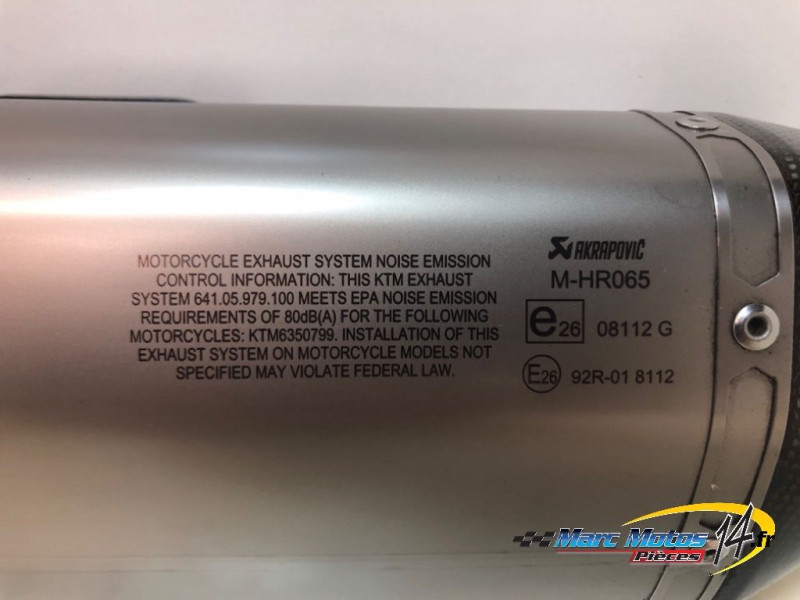 MOTORCYCLE EXHAUST SYSTEM NOISE EMISSION
CONTROL INFORMATION: THIS KTM EXHAUST
SYSTEM 641.05.979.100 MEETS EPA NOISE EMISSION
REQUIREMENTS OF 80dB(A) FOR THE FOLLOWING
MOTORCYCLES: KTM6350799. INSTALLATION OF THIS
EXHAUST SYSTEM ON MOTORCYCLE MODELS NOT
SPECIFIED MAY VIOLATE FEDERAL LAW.
AKRAPOVIČ
M-HR065
e26 08112 G
E26 92R-01 8112
Marc Motos 14.fr
Pièces